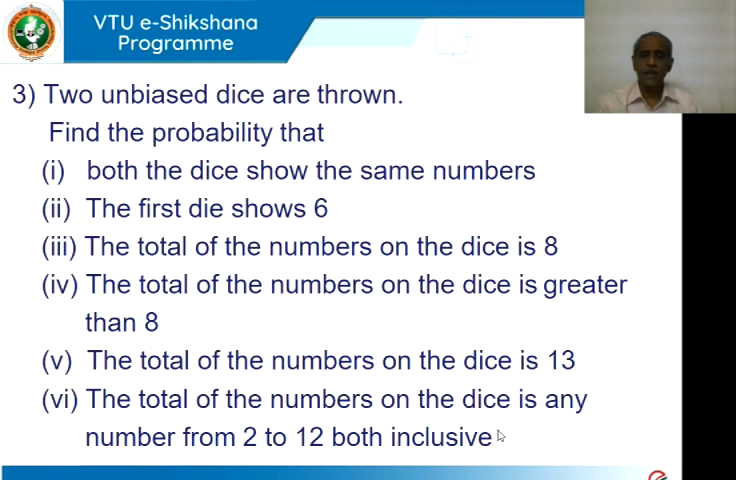 VTU e-Shikshana
Programme
3) Two unbiased dice are thrown.
Find the probability that
(i) both the dice show the same numbers
(ii) The first die shows 6
(iii) The total of the numbers on the dice is 8
(iv) The total of the numbers on the dice is greater
than 8
(v) The total of the numbers on the dice is 13
(vi) The total of the numbers on the dice is any
number from 2 to 12 both inclusive